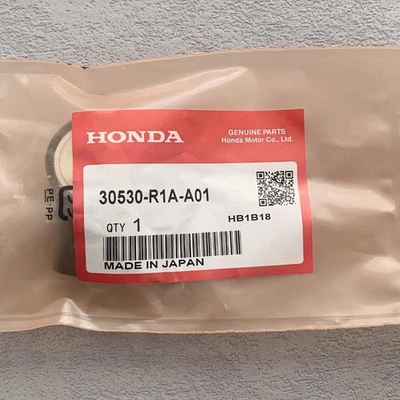 HONDA
GENUINE PARTS
Honda Motor Co., Ltd.
30530-R1A-A01
HB1B18
QTY 1
MADE IN JAPAN
PE·PP